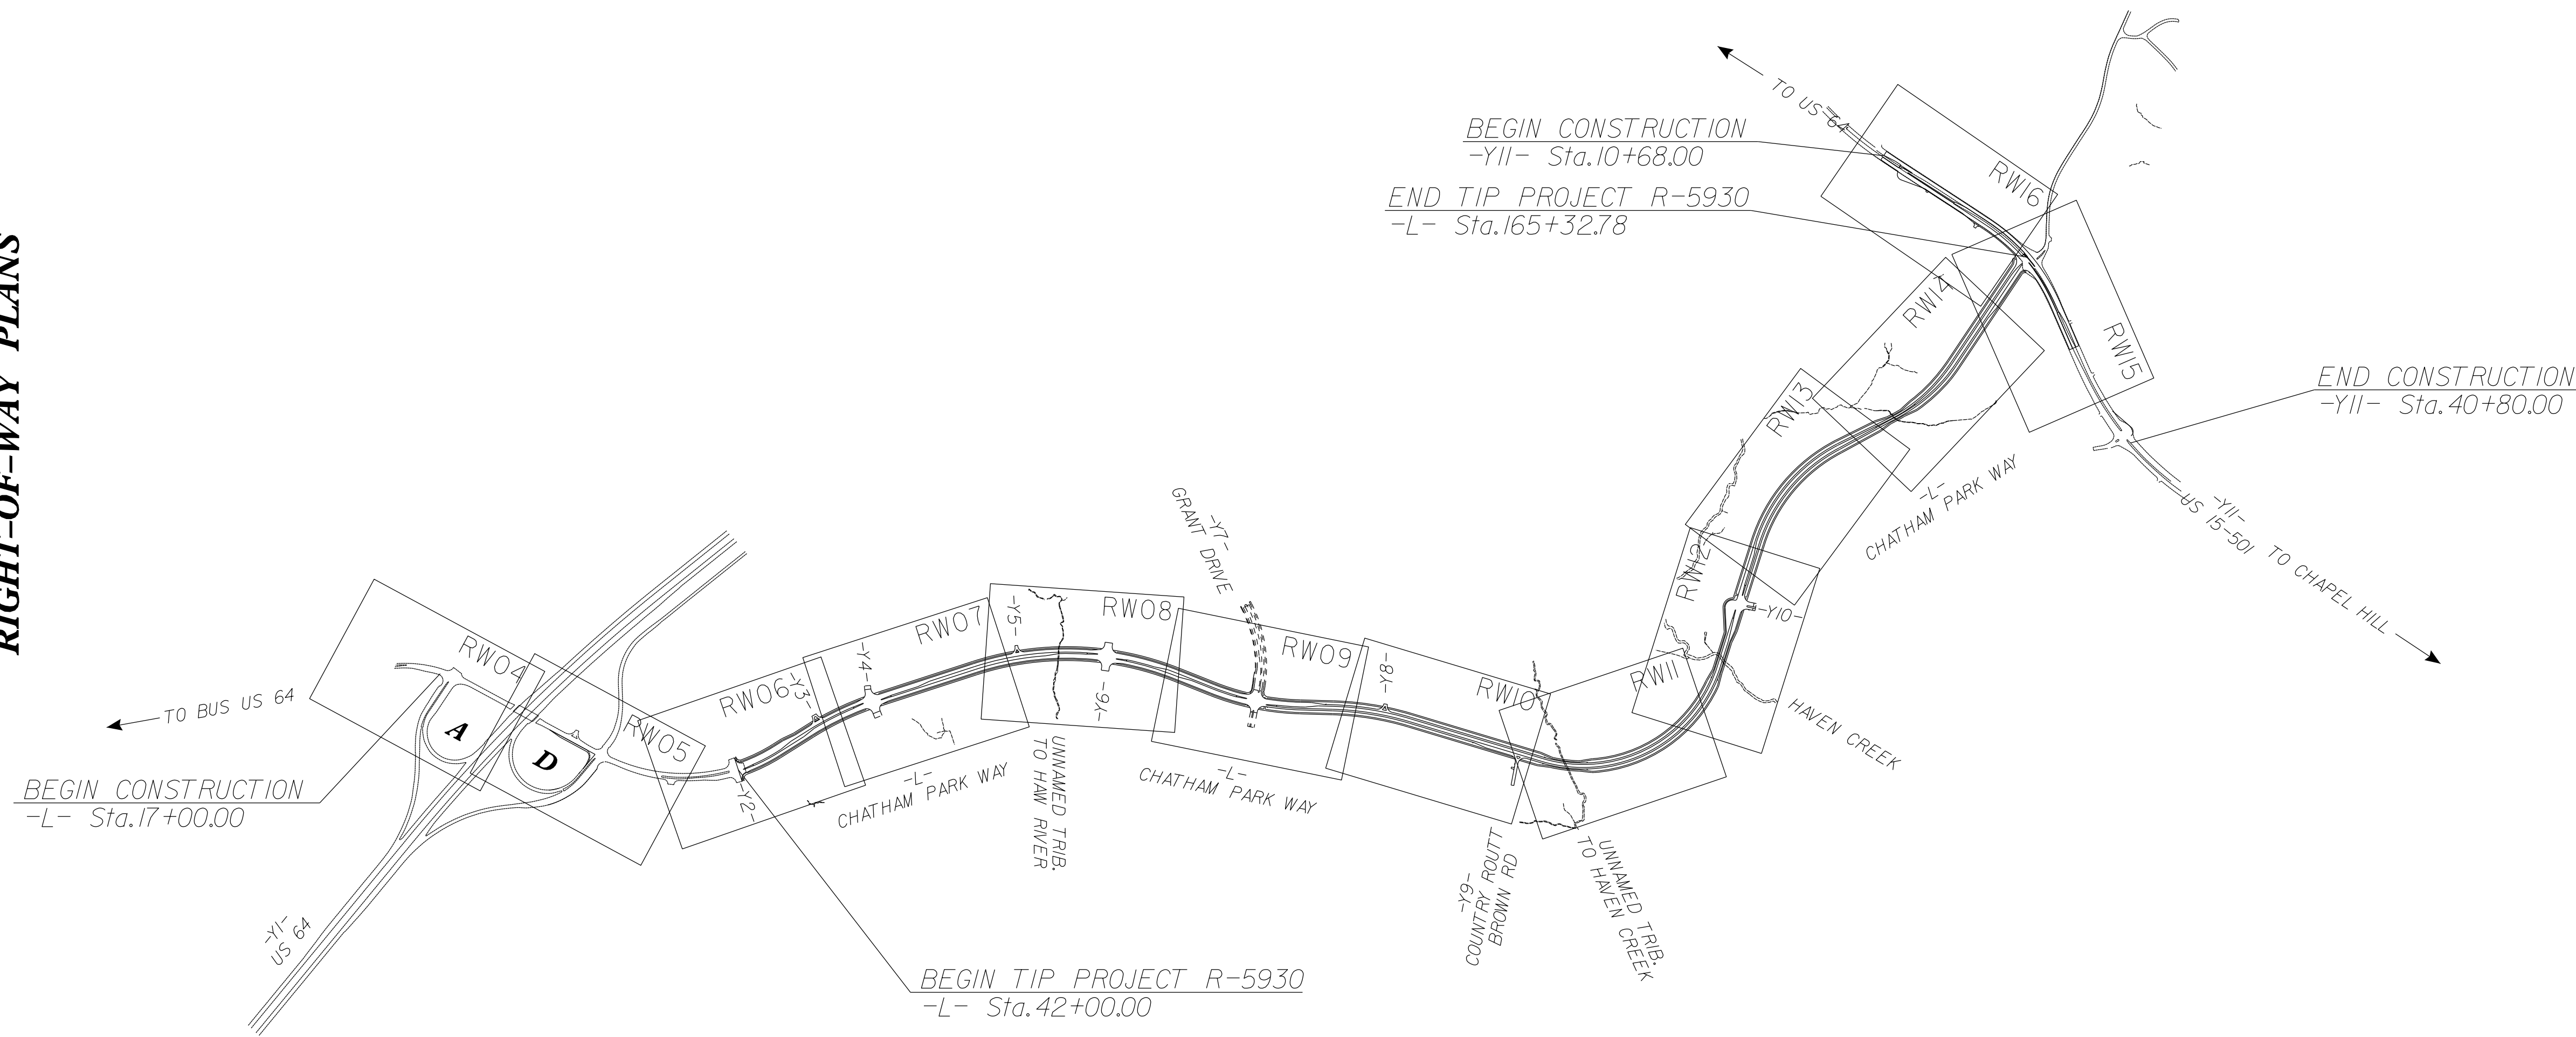 RIGHT-OF-WAY PLANS
TO US 64
BEGIN CONSTRUCTION
-Y11- Sta.10+68.00
END TIP PROJECT R-5930
-L- Sta.165+32.78
RW16
RW14
RW15
RW13
END CONSTRUCTION
-Y11- Sta.40+80.00
-L-
CHATHAM PARK WAY
-Y11-
US 15-501
TO CHAPEL HILL
-Y7-
GRANT DRIVE
RW12
-Y10-
RW04
RW05
RW06
-Y3-
-Y4-
RW07
-Y5-
RW08
-Y6-
RW09
-Y8-
RW10
RW11
HAVEN CREEK
TO BUS US 64
A
D
-Y2-
BEGIN CONSTRUCTION
-L- Sta.17+00.00
-L-
CHATHAM PARK WAY
UNNAMED TRIB.
TO HAW RIVER
-L-
CHATHAM PARK WAY
-Y9-
COUNTRY ROUTT
BROWN RD
UNNAMED TRIB.
TO HAVEN CREEK
-Y1-
US 64
BEGIN TIP PROJECT R-5930
-L- Sta.42+00.00